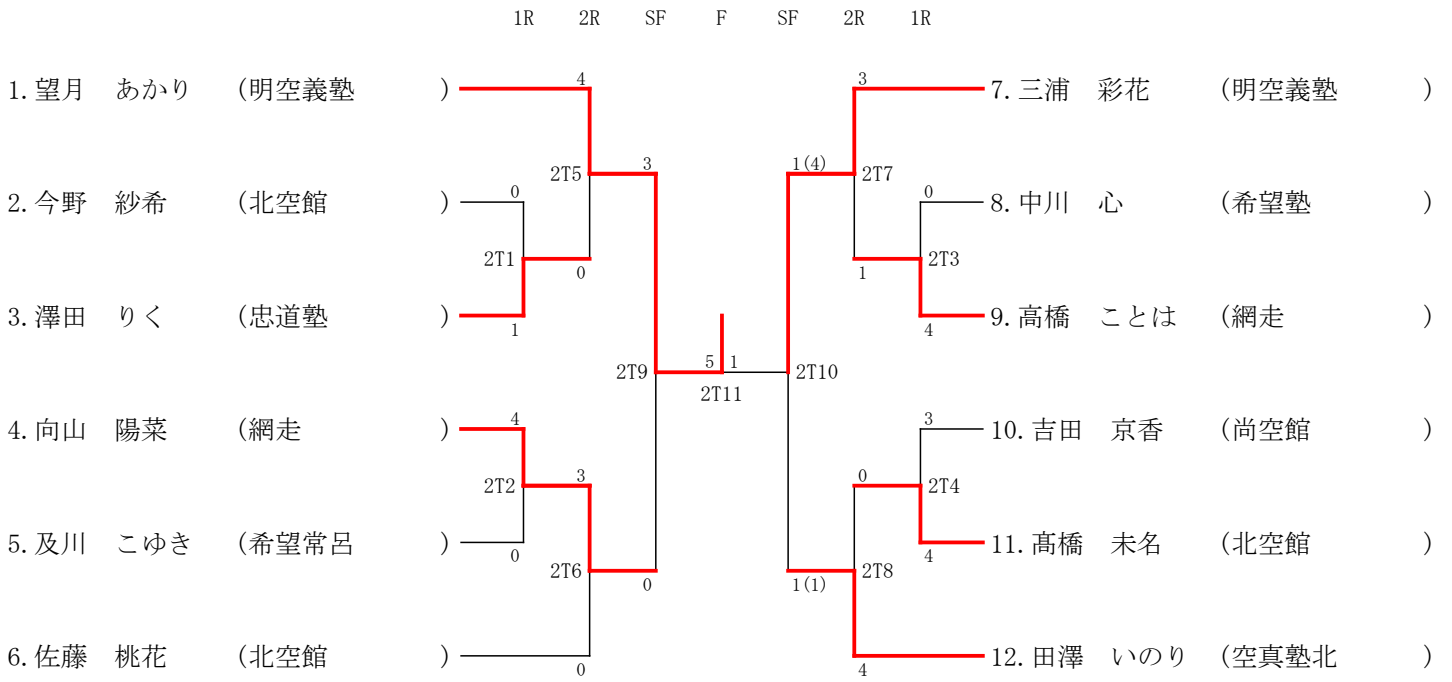 1R 2R SF F SF 2R 1R
4 3
1. 望月 あかり (明空義塾 ) 7. 三浦 彩花 (明空義塾 )
3 1(4)
2T5 2T7
0 0
2. 今野 紗希 (北空館 ) 8. 中川 心 (希望塾 )
2T1 2T3
0 1
3. 澤田 りく (忠道塾 ) 9. 高橋 ことは (網走 )
1 4
5 1
2T9 2T10
2T11
4 3
4. 向山 陽菜 (網走 ) 10. 吉田 京香 (尚空館 )
3 0
2T2 2T4
5. 及川 こゆき (希望常呂 ) 11. 髙橋 未名 (北空館 )
0 4
2T6 2T8
0 1(1)
6. 佐藤 桃花 (北空館 ) 12. 田澤 いのり (空真塾北 )
0 4